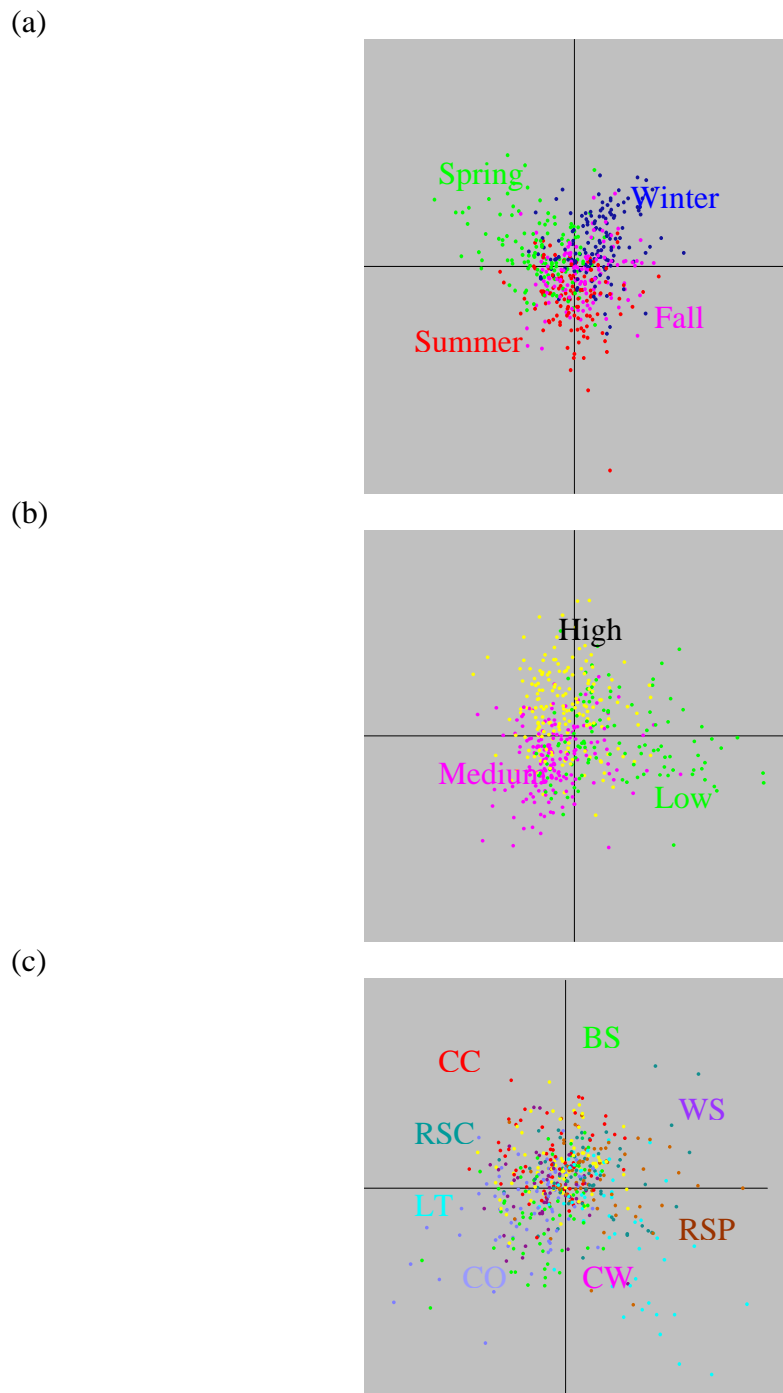 (a)
Spring
Winter
Fall
Summer
(b)
High
Medium
Low
(c)
BS
CC
WS
RSC
LT
RSP
CO
CW